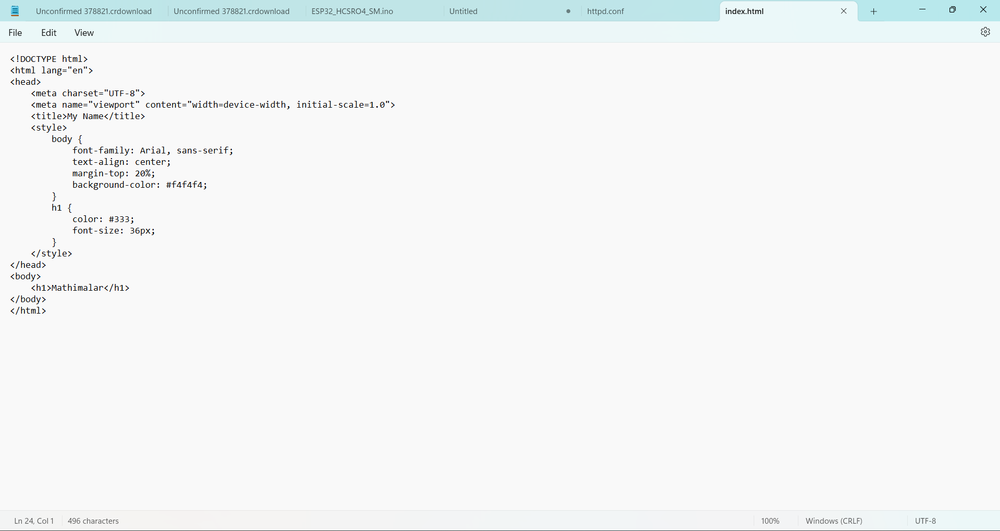 Unconfirmed 378821.crdownload Unconfirmed 378821.crdownload ESP32_HCSRO4_SM.ino Untitled httpd.conf index.html
File Edit View
<!DOCTYPE html>
<html lang="en">
<head>
    <meta charset="UTF-8">
    <meta name="viewport" content="width=device-width, initial-scale=1.0">
    <title>My Name</title>
    <style>
        body {
            font-family: Arial, sans-serif;
            text-align: center;
            margin-top: 20%;
            background-color: #f4f4f4;
        }
        h1 {
            color: #333;
            font-size: 36px;
        }
    </style>
</head>
<body>
    <h1>Mathimalar</h1>
</body>
</html>
Ln 24, Col 1 496 characters 100% Windows (CRLF) UTF-8